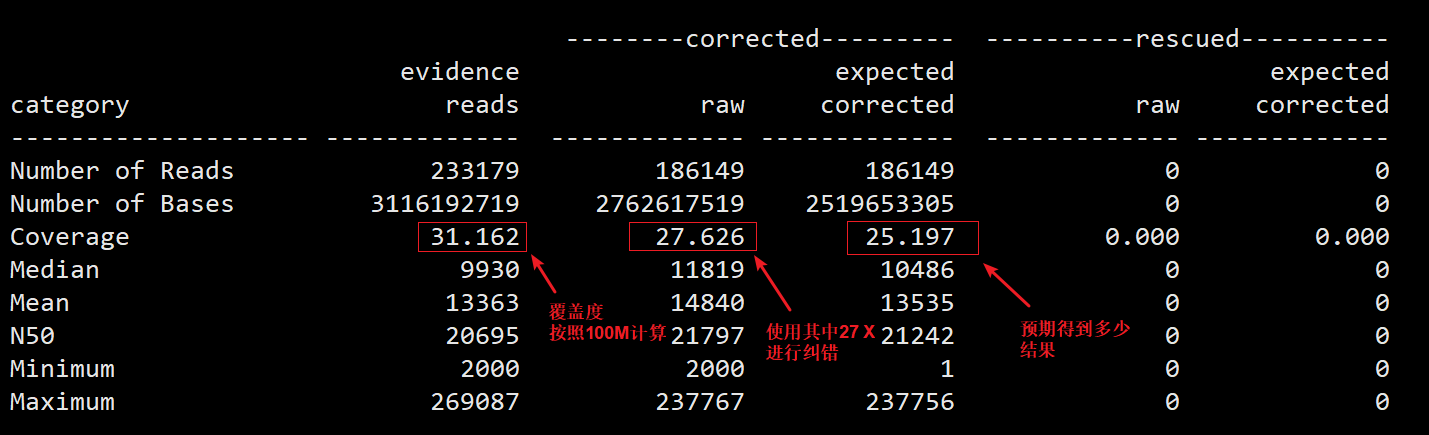 --------corrected--------- ----------rescued----------
evidence expected expected
category reads raw corrected raw corrected
-------------------- ------------- ------------- ------------- ------------- -------------
Number of Reads 233179 186149 186149 0 0
Number of Bases 3116192719 2762617519 2519653305 0 0
Coverage 31.162 27.626 25.197 0.000 0.000
Median 9930 11819 10486 0 0
Mean 13363 14840 13535 0 0
N50 20695 21797 21242 0 0
Minimum 2000 2000 1 0 0
Maximum 269087 237767 237756 0 0
覆盖度
按照100M计算
使用其中27 X
进行纠错
预期得到多少
结果